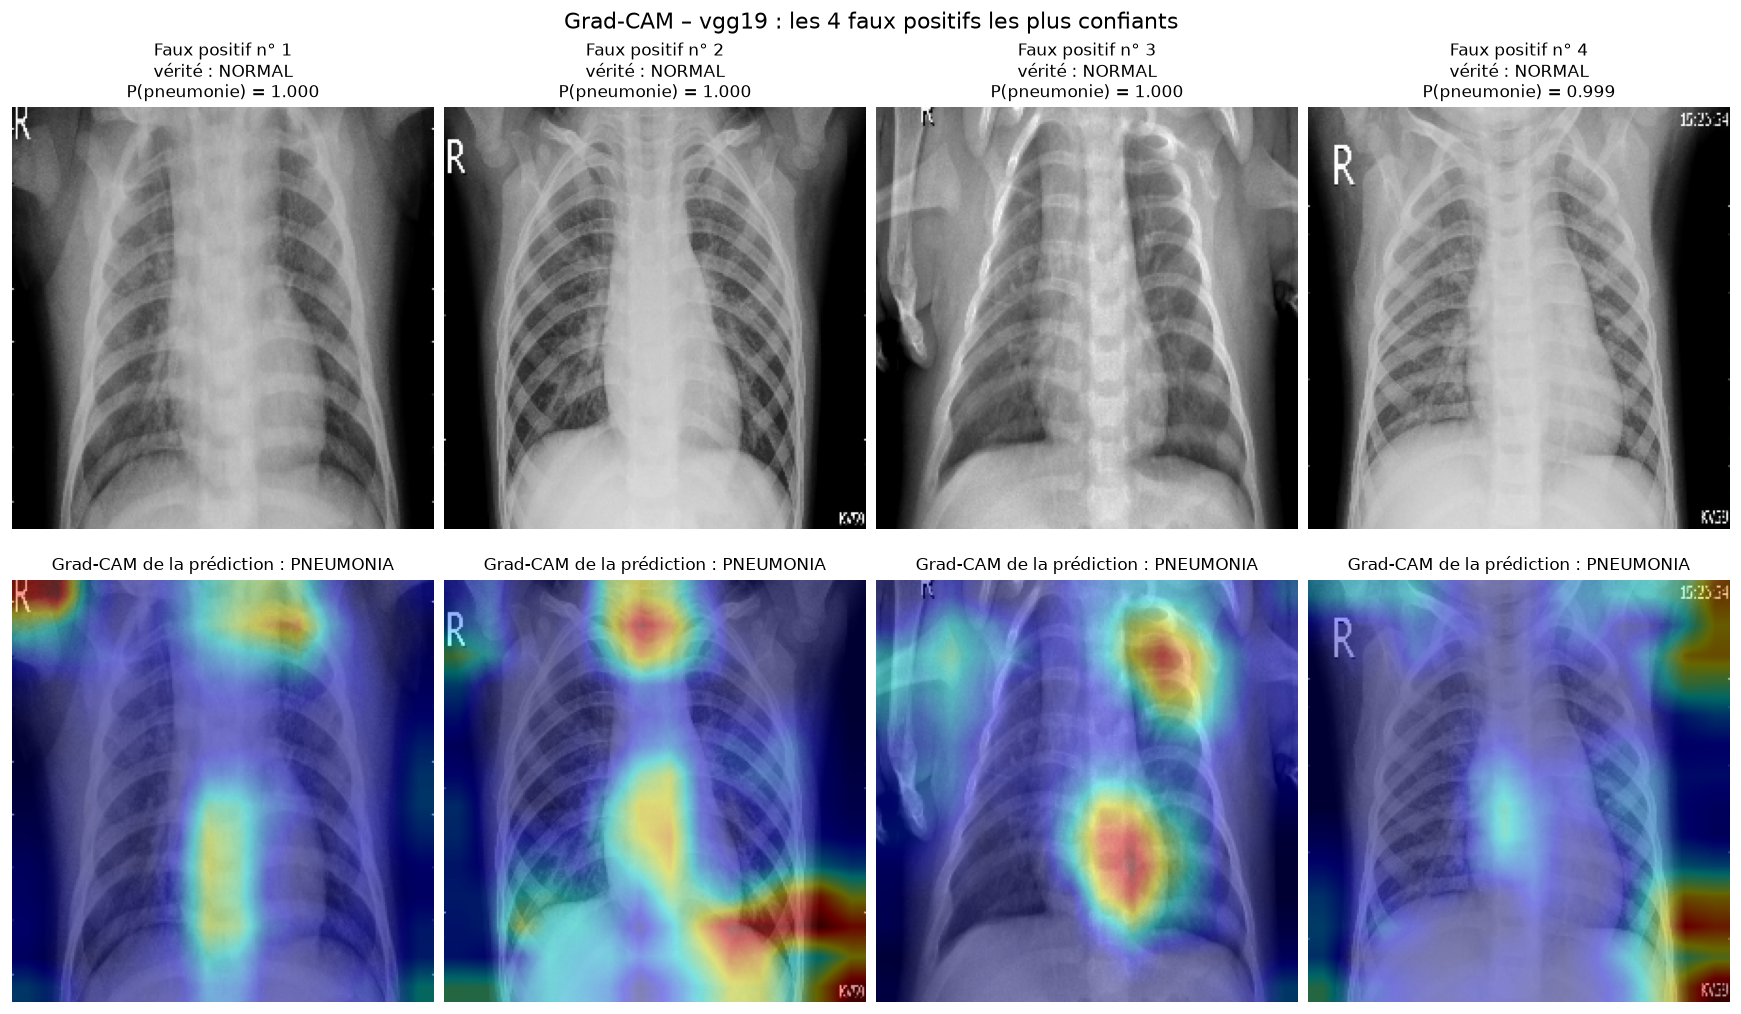 Grad-CAM – vgg19 : les 4 faux positifs les plus confiants
Faux positif n° 1
vérité : NORMAL
P(pneumonie) = 1.000
Faux positif n° 2
vérité : NORMAL
P(pneumonie) = 1.000
Faux positif n° 3
vérité : NORMAL
P(pneumonie) = 1.000
Faux positif n° 4
vérité : NORMAL
P(pneumonie) = 0.999
R
R
R
R
Grad-CAM de la prédiction : PNEUMONIA
Grad-CAM de la prédiction : PNEUMONIA
Grad-CAM de la prédiction : PNEUMONIA
Grad-CAM de la prédiction : PNEUMONIA
R
R
R
R